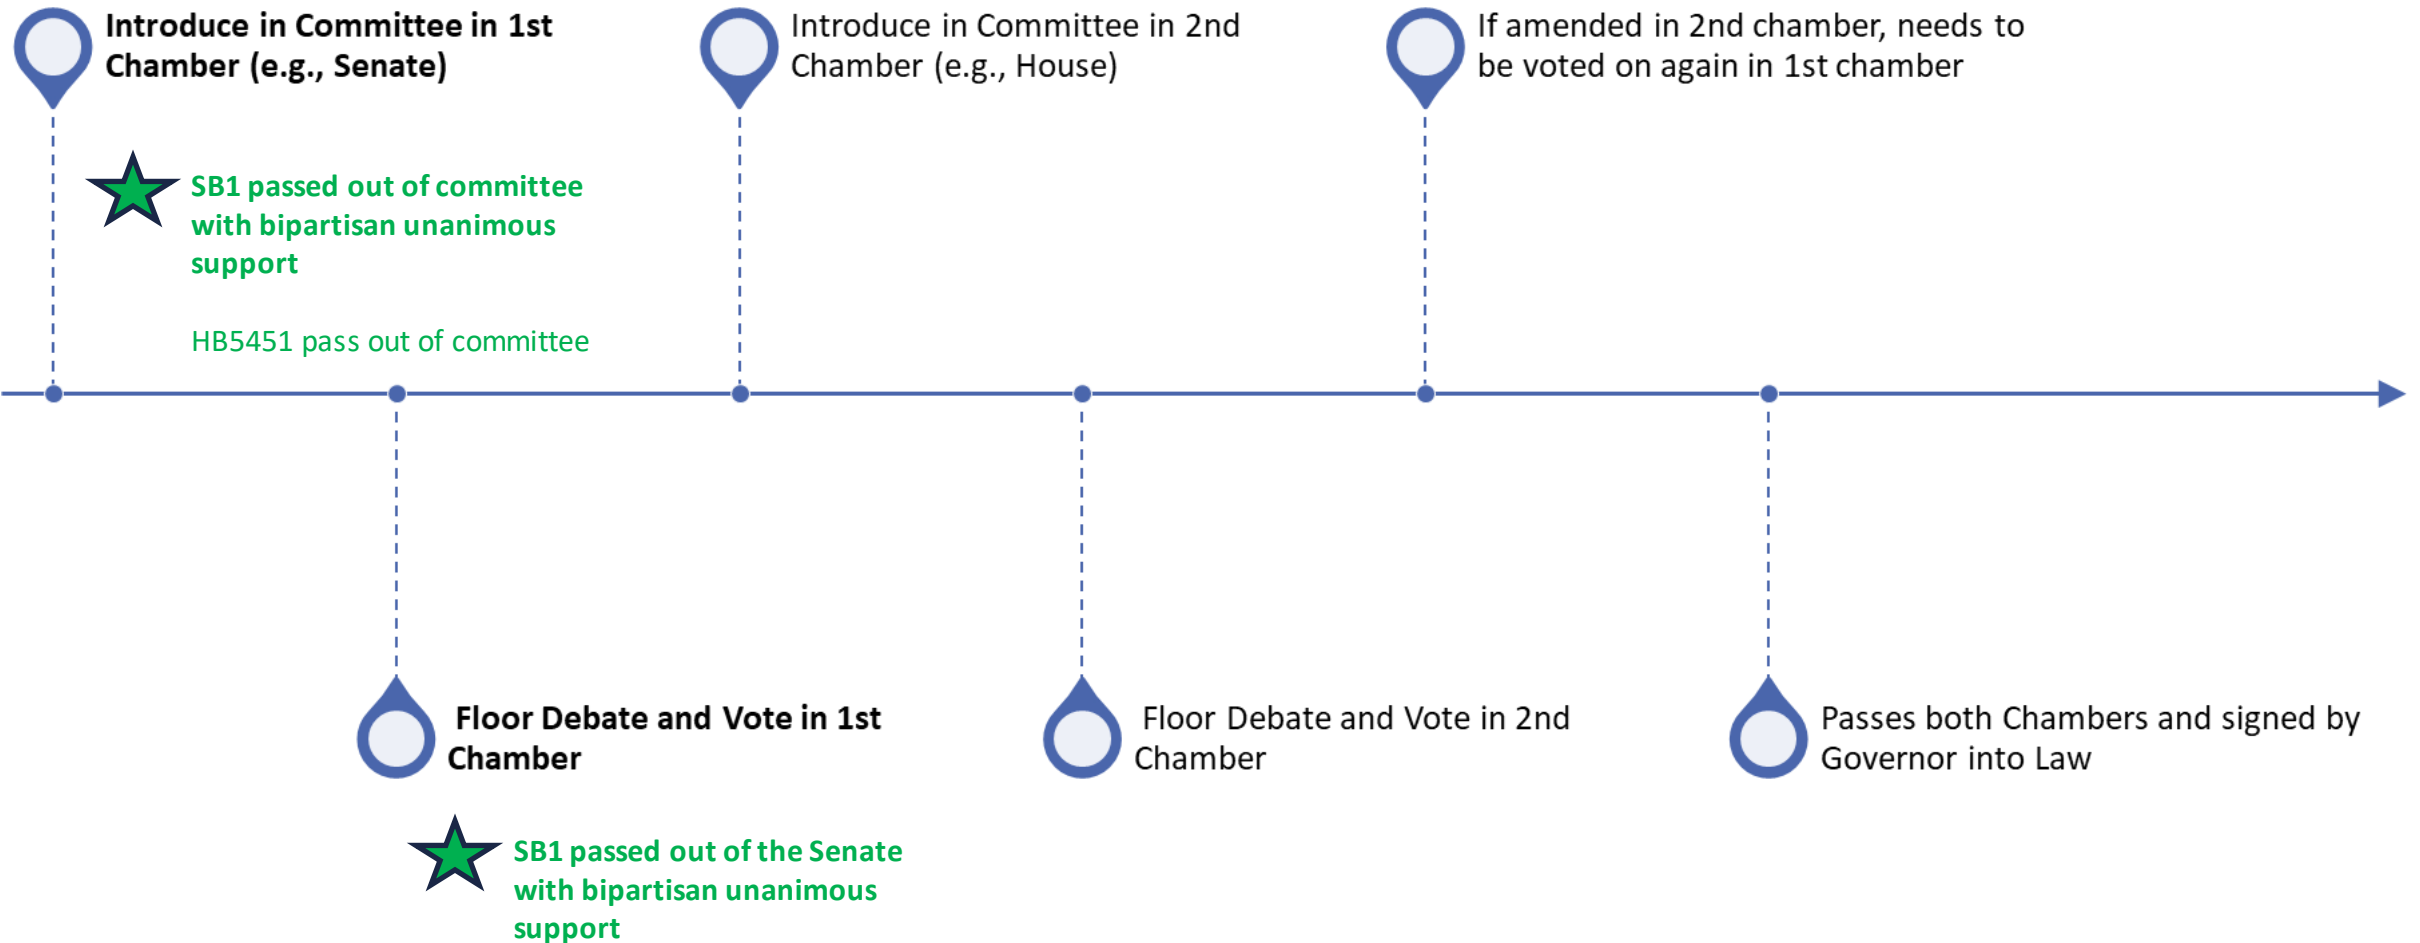 Introduce in Committee in 1st
Chamber (e.g., Senate)
SB1 passed out of committee
with bipartisan unanimous
support
HB5451 pass out of committee
Introduce in Committee in 2nd
Chamber (e.g., House)
If amended in 2nd chamber, needs to
be voted on again in 1st chamber
Floor Debate and Vote in 1st
Chamber
SB1 passed out of the Senate
with bipartisan unanimous
support
Floor Debate and Vote in 2nd
Chamber
Passes both Chambers and signed by
Governor into Law